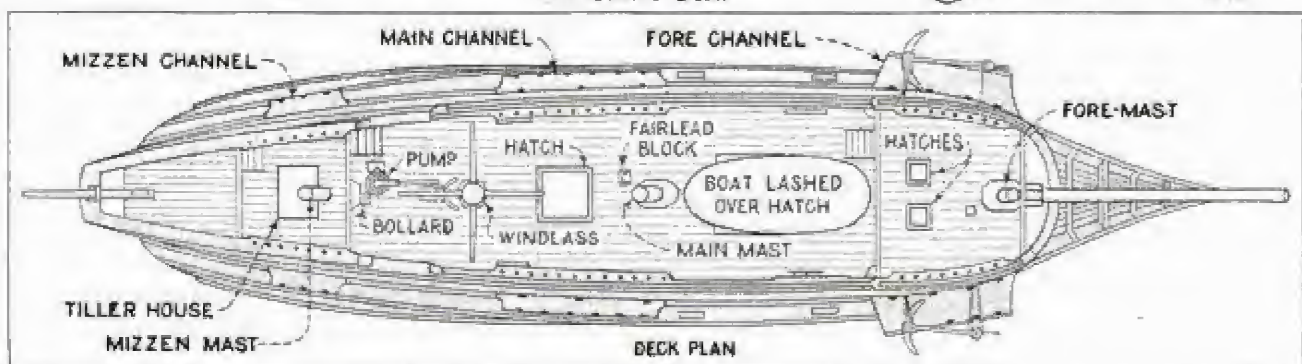 MIZZEN CHANNEL
MAIN CHANNEL
FORE CHANNEL
FORE-MAST
PUMP
HATCH
FAIRLEAD
BLOCK
HATCHES
BOAT LASHED
OVER HATCH
BOLLARD
WINDLASS
MAIN MAST
TILLER HOUSE
MIZZEN MAST
DECK PLAN